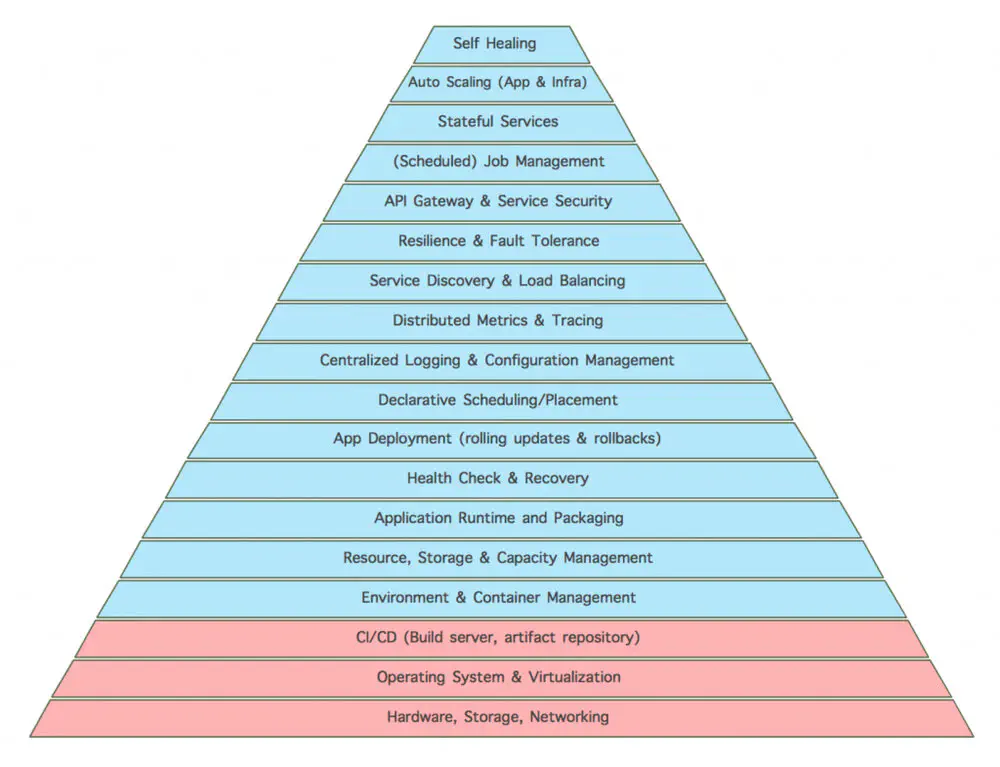 Self Healing
Auto Scaling (App & Infra)
Stateful Services
(Scheduled) Job Management
API Gateway & Service Security
Resilience & Fault Tolerance
Service Discovery & Load Balancing
Distributed Metrics & Tracing
Centralized Logging & Configuration Management
Declarative Scheduling/Placement
App Deployment (rolling updates & rollbacks)
Health Check & Recovery
Application Runtime and Packaging
Resource, Storage & Capacity Management
Environment & Container Management
CI/CD (Build server, artifact repository)
Operating System & Virtualization
Hardware, Storage, Networking